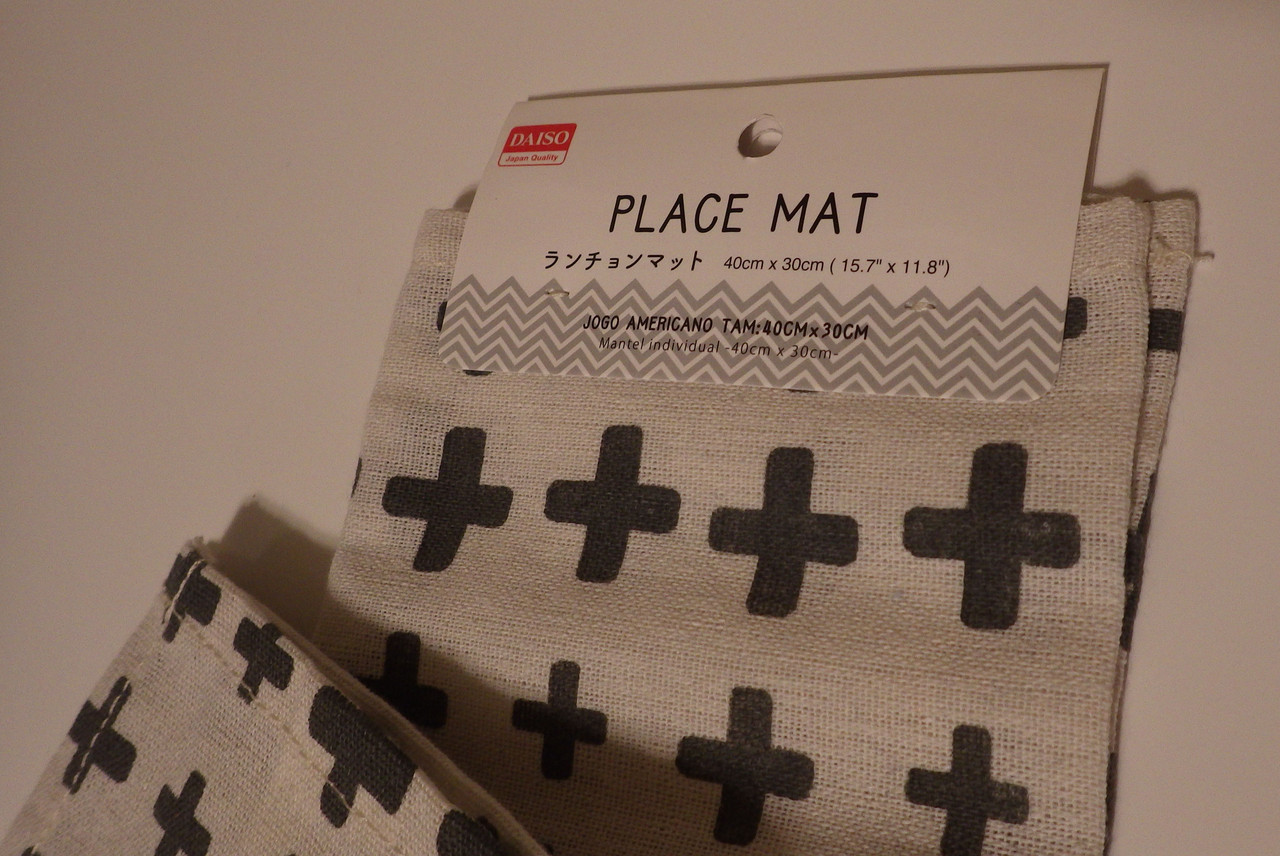 DAISO
Japan Quality
PLACE MAT
ランチョンマット 40cm x 30cm ( 15.7" x 11.8")
JOGO AMERICANO TAM:40CMx30CM
Mantel individual -40cm x 30cm-